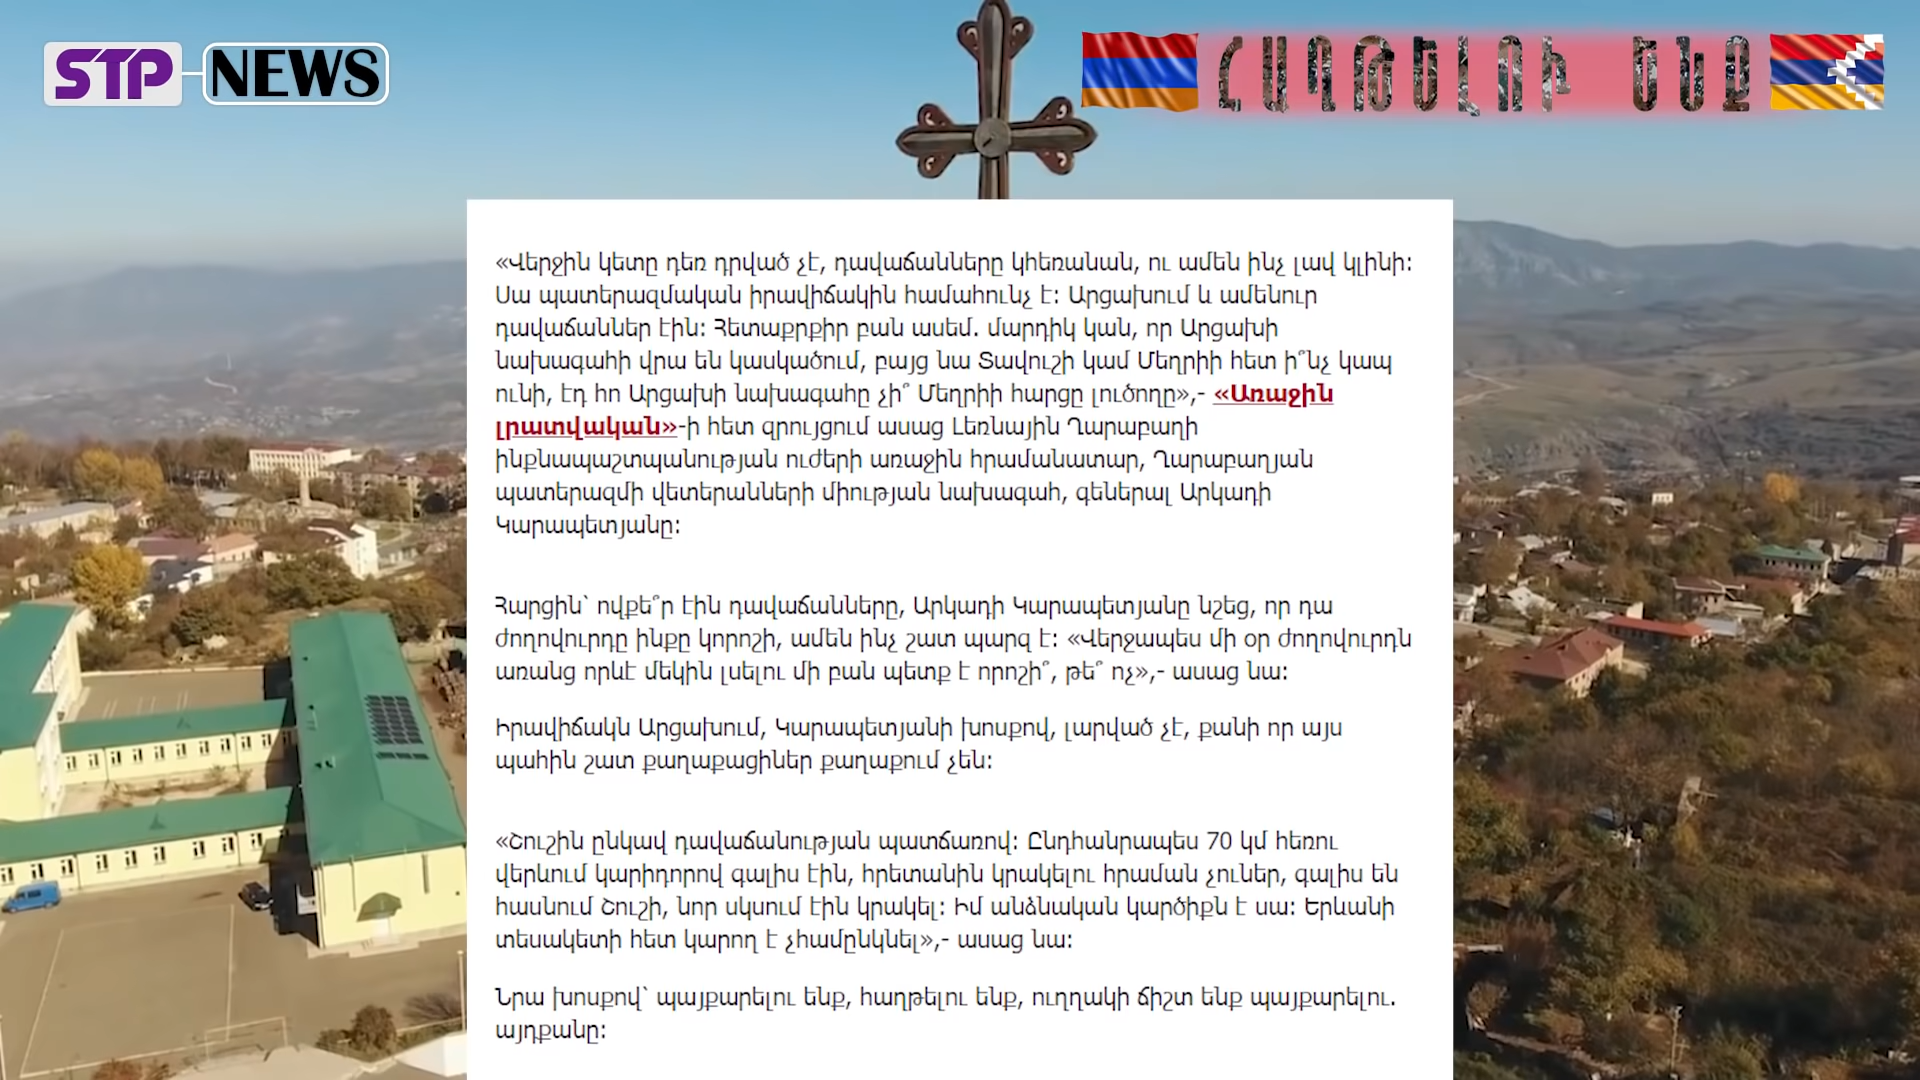 STP NEWS
ՀԱՂԹԵԼՈՒ ԵՆՔ
«Վերջին կետը դեռ դրված չէ, դավաճանները կհեռանան, ու ամեն ինչ լավ կլինի:
Սա պատերազմական իրավիճակին համահունչ է: Արցախում և ամենուր
դավաճաններ էին: Հետաքրքիր բան ասեմ. մարդիկ կան, որ Արցախի
նախագահի վրա են կասկածում, բայց նա Տավուշի կամ Մեղրիի հետ ի՞նչ կապ
ունի, էդ հո Արցախի նախագահը չի՞ Մեղրիի հարցը լուծողը»,- «Առաջին
լրատվական»-ի հետ զրույցում ասաց Լեռնային Ղարաբաղի
ինքնապաշտպանության ուժերի առաջին հրամանատար, Ղարաբաղյան
պատերազմի վետերանների միության նախագահ, գեներալ Արկադի
Կարապետյանը:
Հարցին՝ ովքե՞ր էին դավաճանները, Արկադի Կարապետյանը նշեց, որ դա
ժողովուրդը ինքը կորոշի, ամեն ինչ շատ պարզ է: «Վերջապես մի օր ժողովուրդն
առանց որևէ մեկին լսելու մի բան պետք է որոշի՞, թե՞ ոչ»,- ասաց նա:
Իրավիճակն Արցախում, Կարապետյանի խոսքով, լարված չէ, քանի որ այս
պահին շատ քաղաքացիներ քաղաքում չեն:
«Շուշին ընկավ դավաճանության պատճառով: Ընդհանրապես 70 կմ հեռու
վերևում կարիդորով գալիս էին, հրետանին կրակելու հրաման չուներ, գալիս են
հասնում Շուշի, նոր սկսում էին կրակել: Իմ անձնական կարծիքն է սա: Երևանի
տեսակետի հետ կարող է չհամընկնել»,- ասաց նա:
Նրա խոսքով՝ պայքարելու ենք, հաղթելու ենք, ուղղակի ճիշտ ենք պայքարելու.
այդքանը: